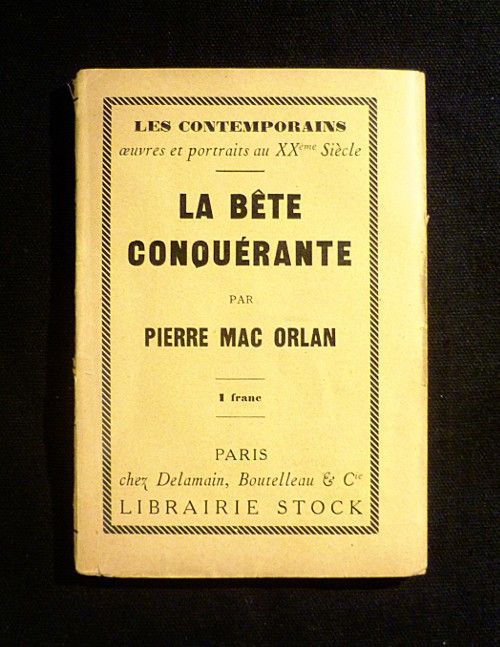 LES CONTEMPORAINS
œuvres et portraits au XXème Siècle
LA BÊTE
CONQUÉRANTE
PAR
PIERRE MAC ORLAN
1 franc
PARIS
chez Delamain, Boutelleau & Cie
LIBRAIRIE STOCK